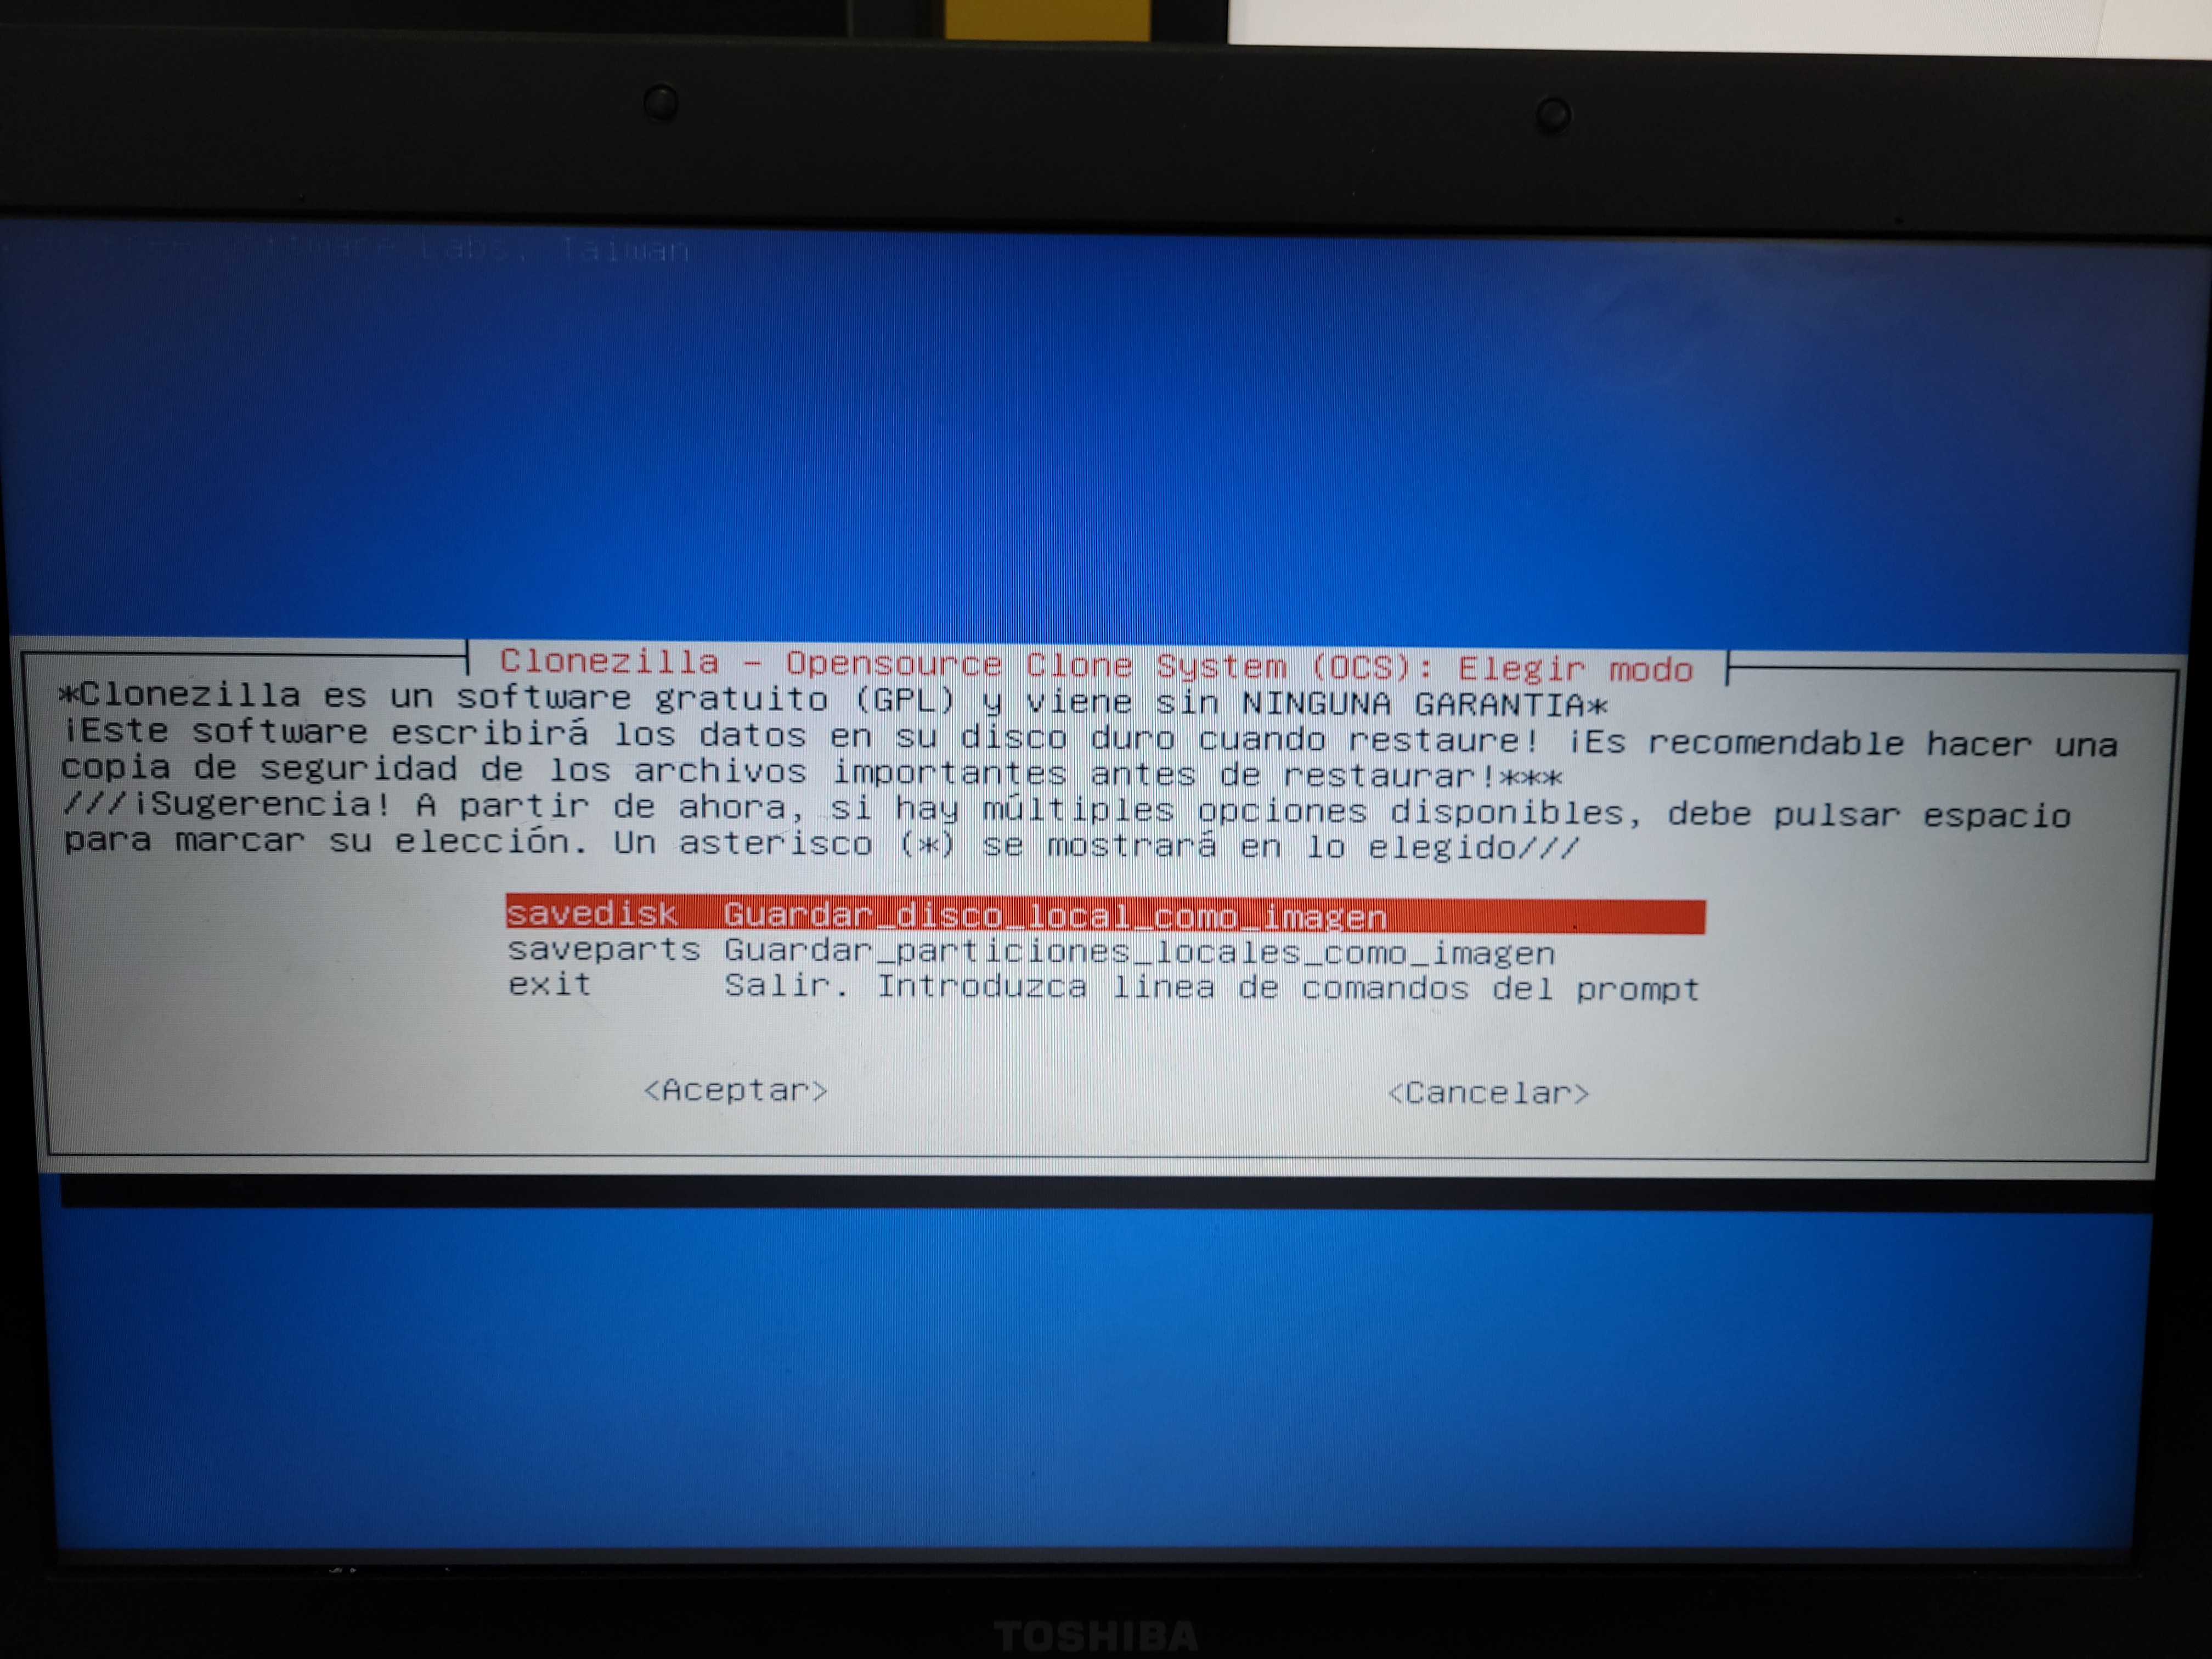 Software Labs, Taiwan
Clonezilla - Opensource Clone System (OCS): Elegir modo
*Clonezilla es un software gratuito (GPL) y viene sin NINGUNA GARANTIA*
¡Este software escribirá los datos en su disco duro cuando restaure! ¡Es recomendable hacer una
copia de seguridad de los archivos importantes antes de restaurar!***
///¡Sugerencia! A partir de ahora, si hay múltiples opciones disponibles, debe pulsar espacio
para marcar su elección. Un asterisco (*) se mostrará en lo elegido///
savedisk Guardar_disco_local_como_imagen
saveparts Guardar_particiones_locales_como_imagen
exit Salir. Introduzca linea de comandos del prompt
<Aceptar> <Cancelar>
TOSHIBA